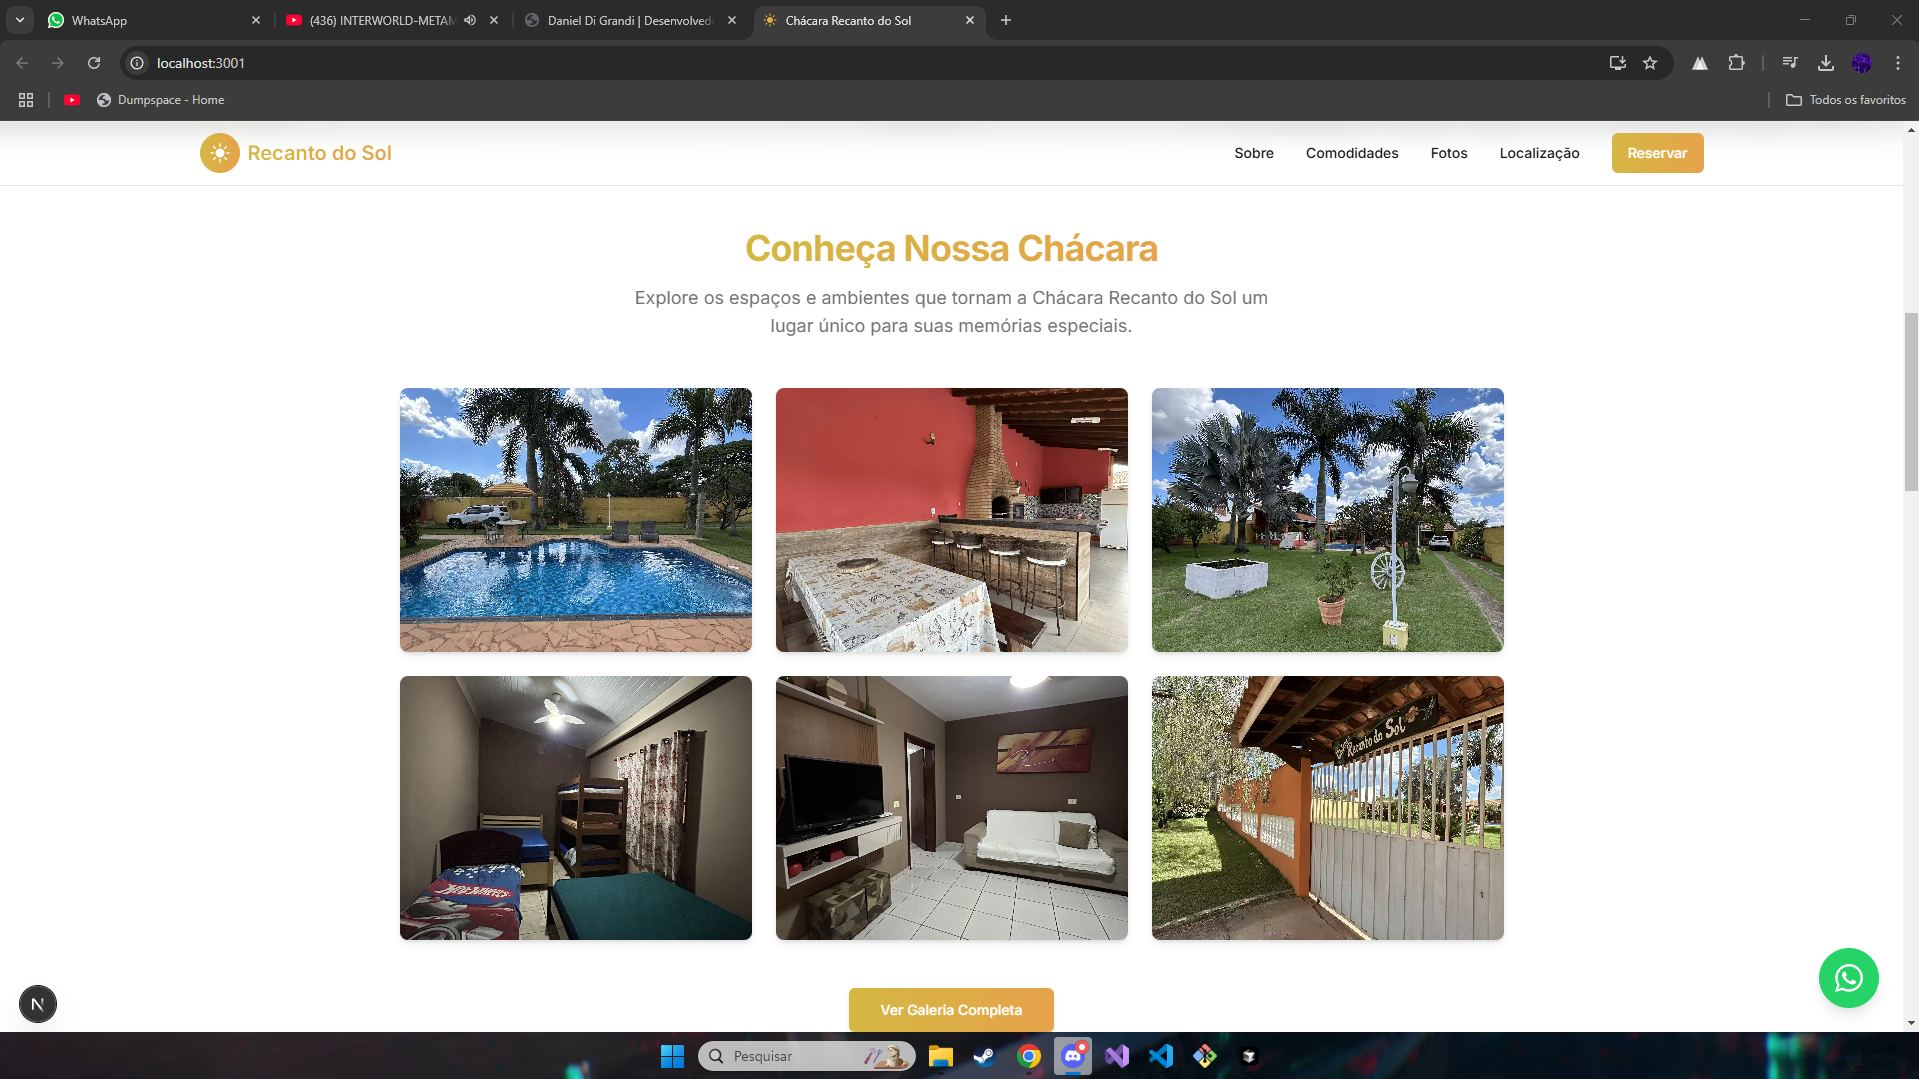 WhatsApp
(436) INTERWORLD-METAM
Daniel Di Grandi | Desenvolved
Chácara Recanto do Sol
localhost:3001
Dumpspace - Home
Todos os favoritos
Recanto do Sol
Sobre
Comodidades
Fotos
Localização
Reservar
Conheça Nossa Chácara
Explore os espaços e ambientes que tornam a Chácara Recanto do Sol um
lugar único para suas memórias especiais.
Recanto do Sol
Ver Galeria Completa
N
Pesquisar